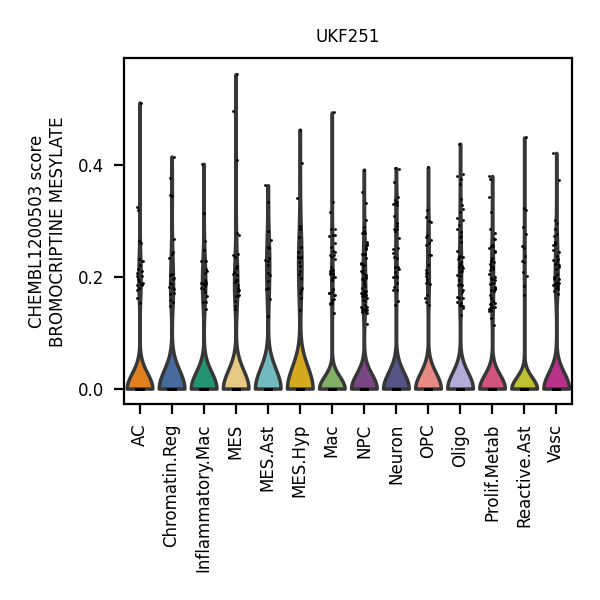 UKF251
CHEMBL1200503 score
BROMOCRIPTINE MESYLATE
0.4
0.2
0.0
AC
Chromatin.Reg
Inflammatory.Mac
MES
MES.Ast
MES.Hyp
Mac
NPC
Neuron
OPC
Oligo
Prolif.Metab
Reactive.Ast
Vasc